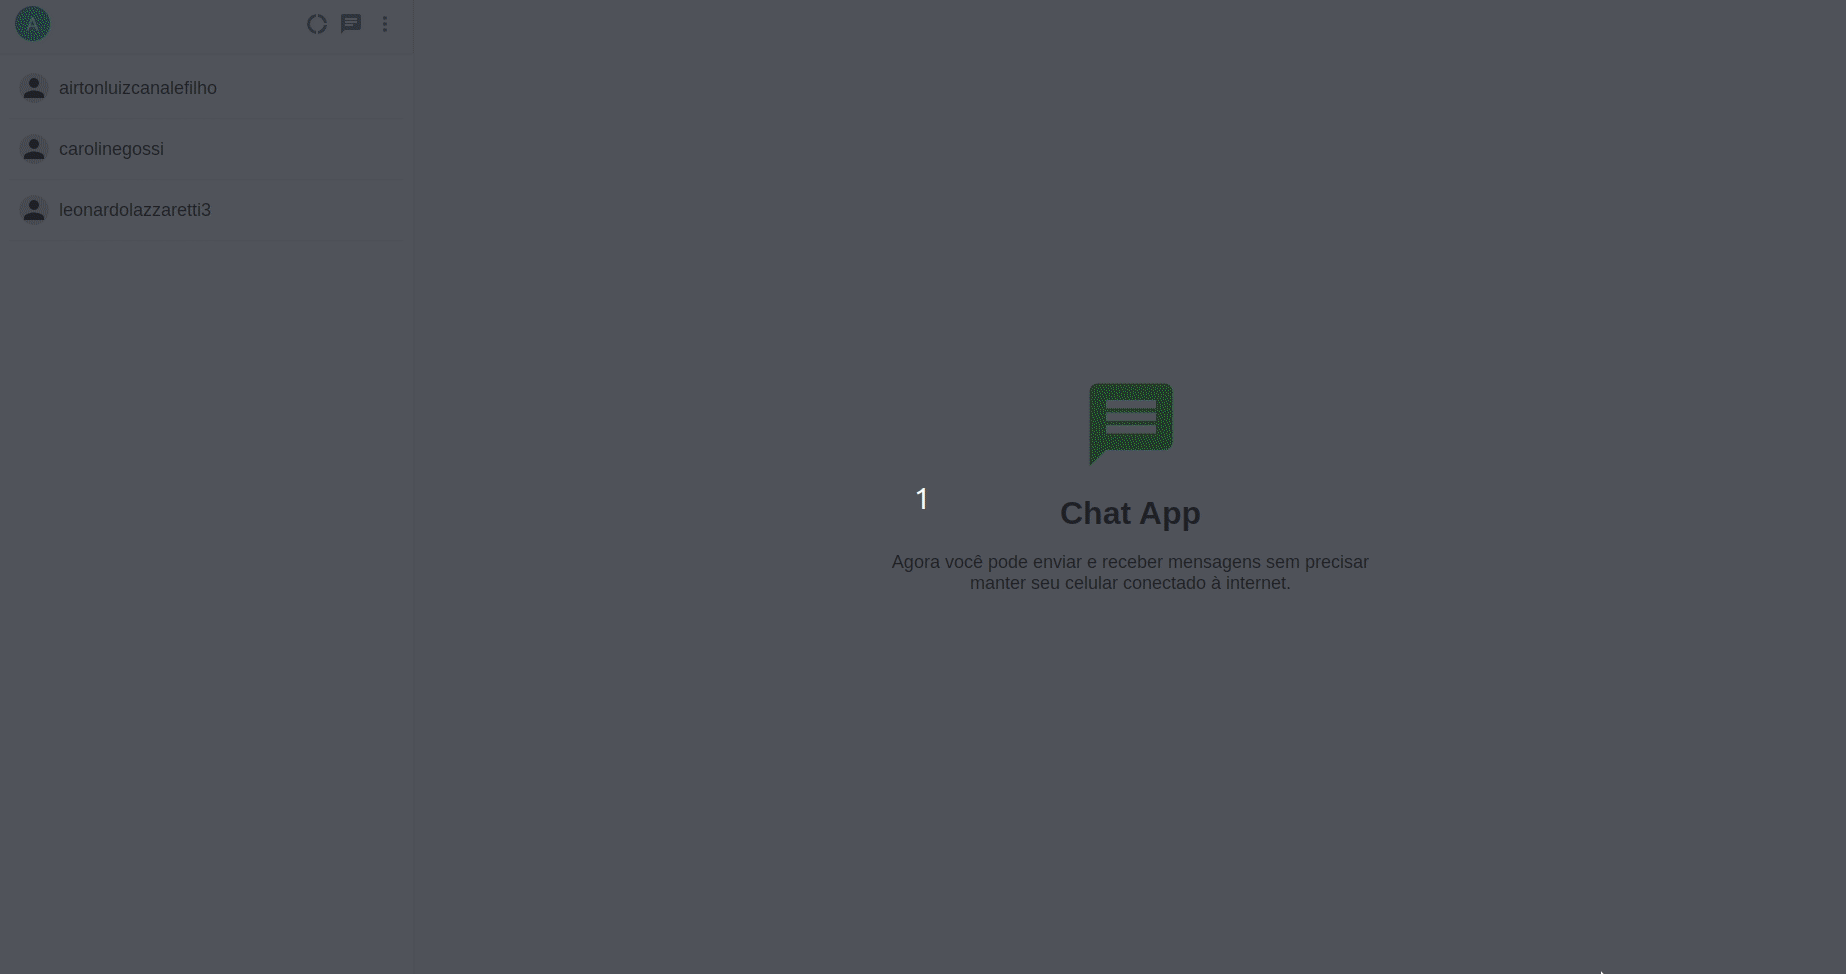 A
airtonluizcanalefilho
carolinegossi
leonardolazzaretti3
1
Chat App
Agora você pode enviar e receber mensagens sem precisar
manter seu celular conectado à internet.